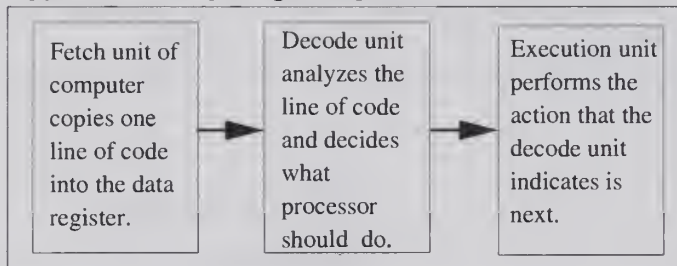 Fetch unit of
computer
copies one
line of code
into the data
register.
Decode unit
analyzes the
line of code
and decides
what
processor
should do.
Execution unit
performs the
action that the
decode unit
indicates is
next.